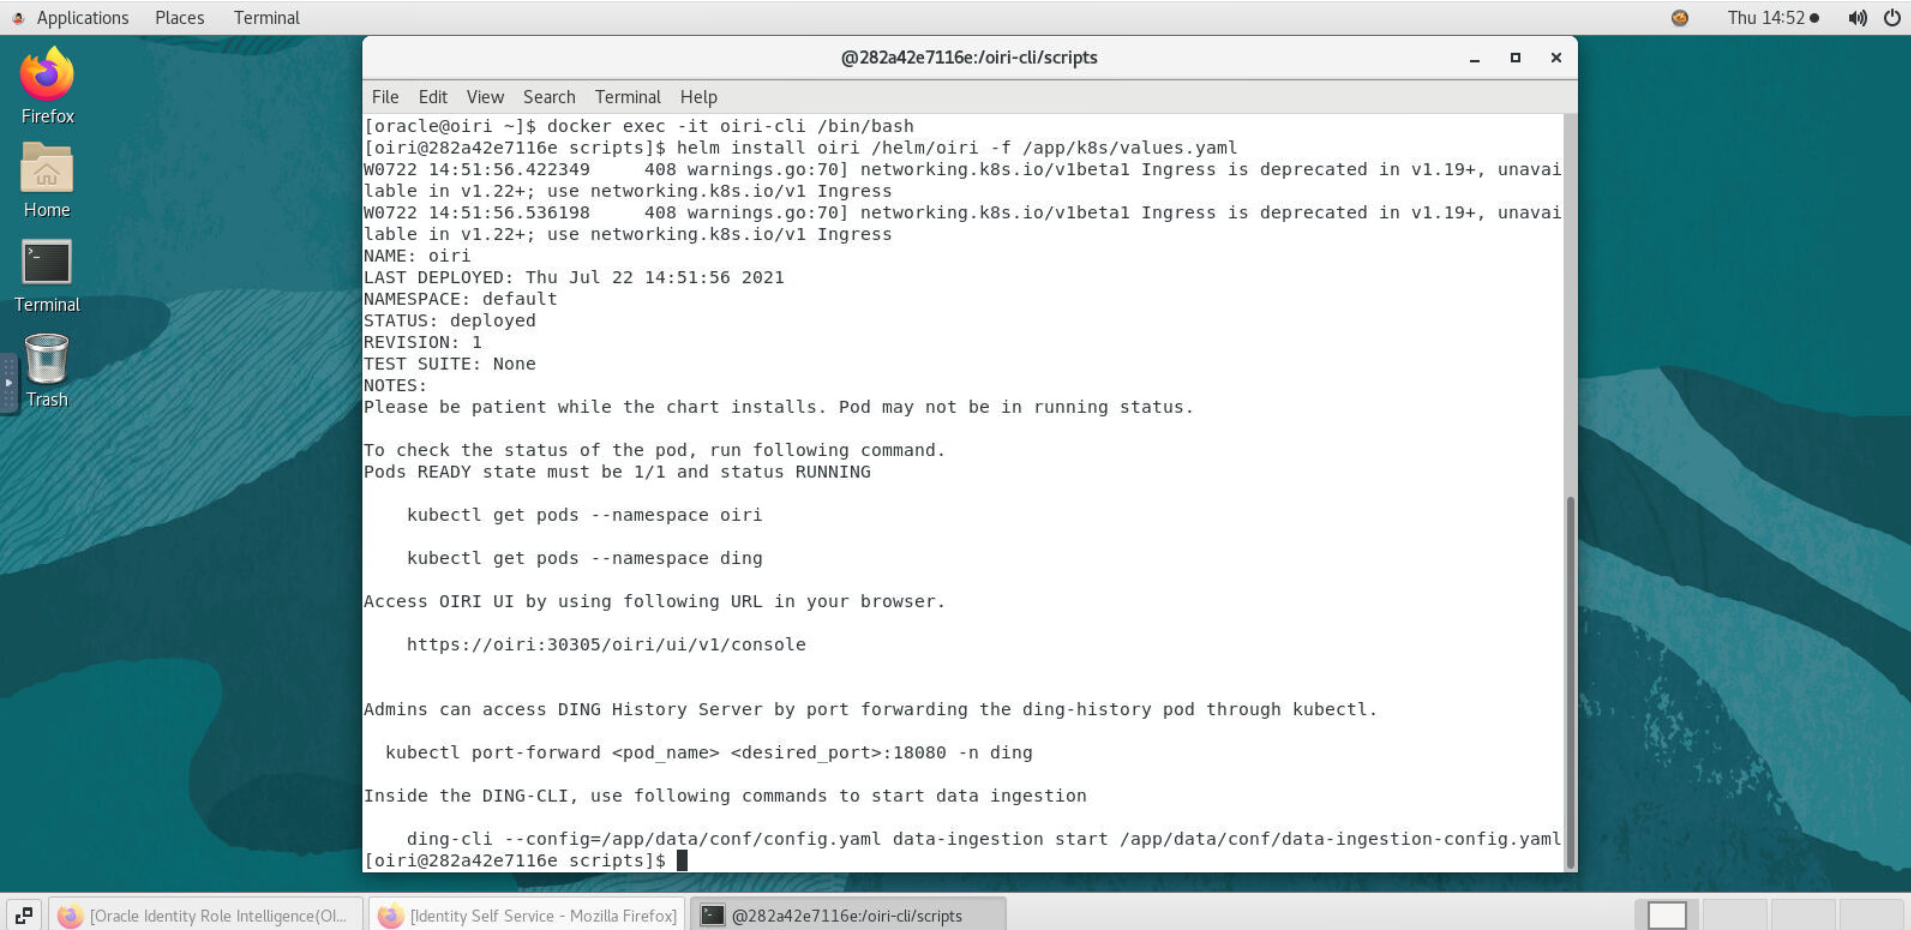 Applications Places Terminal Thu 14:52
@282a42e7116e:/oiri-cli/scripts
File Edit View Search Terminal Help
Firefox
Home
Terminal
Trash
[oracle@oiri ~]$ docker exec -it oiri-cli /bin/bash
[oiri@282a42e7116e scripts]$ helm install oiri /helm/oiri -f /app/k8s/values.yaml
W0722 14:51:56.422349     408 warnings.go:70] networking.k8s.io/v1beta1 Ingress is deprecated in v1.19+, unavai
lable in v1.22+; use networking.k8s.io/v1 Ingress
W0722 14:51:56.536198     408 warnings.go:70] networking.k8s.io/v1beta1 Ingress is deprecated in v1.19+, unavai
lable in v1.22+; use networking.k8s.io/v1 Ingress
NAME: oiri
LAST DEPLOYED: Thu Jul 22 14:51:56 2021
NAMESPACE: default
STATUS: deployed
REVISION: 1
TEST SUITE: None
NOTES:
Please be patient while the chart installs. Pod may not be in running status.
To check the status of the pod, run following command.
Pods READY state must be 1/1 and status RUNNING
kubectl get pods --namespace oiri
kubectl get pods --namespace ding
Access OIRI UI by using following URL in your browser.
https://oiri:30305/oiri/ui/v1/console
Admins can access DING History Server by port forwarding the ding-history pod through kubectl.
kubectl port-forward <pod_name> <desired_port>:18080 -n ding
Inside the DING-CLI, use following commands to start data ingestion
ding-cli --config=/app/data/conf/config.yaml data-ingestion start /app/data/conf/data-ingestion-config.yaml
[oiri@282a42e7116e scripts]$
[Oracle Identity Role Intelligence(OI... [Identity Self Service - Mozilla Firefox] @282a42e7116e:/oiri-cli/scripts